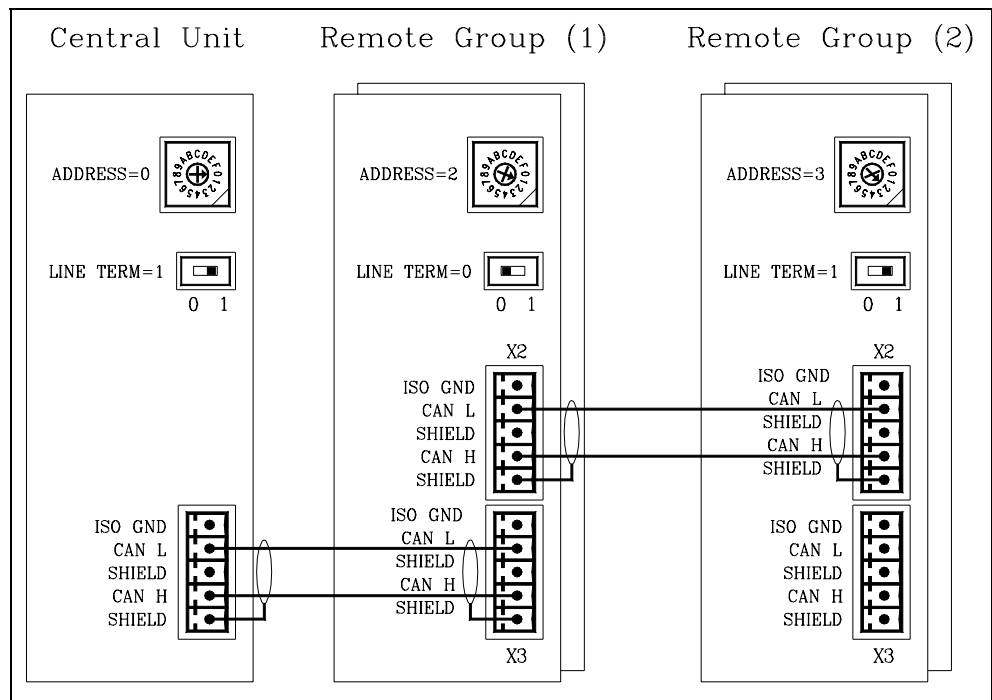 Central Unit
Remote Group (1)
Remote Group (2)
ADDRESS=0
0123456789ABCDEF
ADDRESS=2
0123456789ABCDEF
ADDRESS=3
0123456789ABCDEF
LINE TERM=1
0 1
LINE TERM=0
0 1
LINE TERM=1
0 1
X2
ISO GND
CAN L
SHIELD
CAN H
SHIELD
X2
ISO GND
CAN L
SHIELD
CAN H
SHIELD
ISO GND
CAN L
SHIELD
CAN H
SHIELD
ISO GND
CAN L
SHIELD
CAN H
SHIELD
X3
ISO GND
CAN L
SHIELD
CAN H
SHIELD
X3